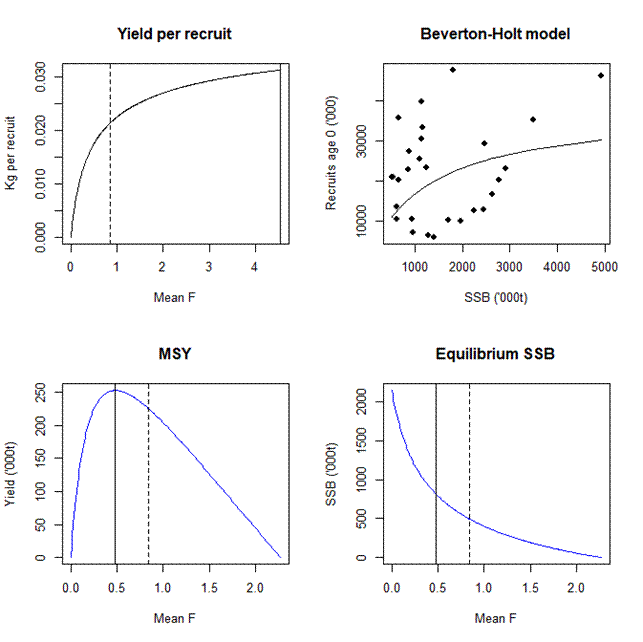 Yield per recruit
Kg per recruit
0.030
0.020
0.010
0.000
0 1 2 3 4
Mean F
Beverton-Holt model
Recruits age 0 ('000)
30000
10000
1000 2000 3000 4000 5000
SSB ('000t)
MSY
Yield ('000t)
250
200
150
100
50
0
0.0 0.5 1.0 1.5 2.0
Mean F
Equilibrium SSB
SSB ('000t)
2000
1500
1000
500
0
0.0 0.5 1.0 1.5 2.0
Mean F